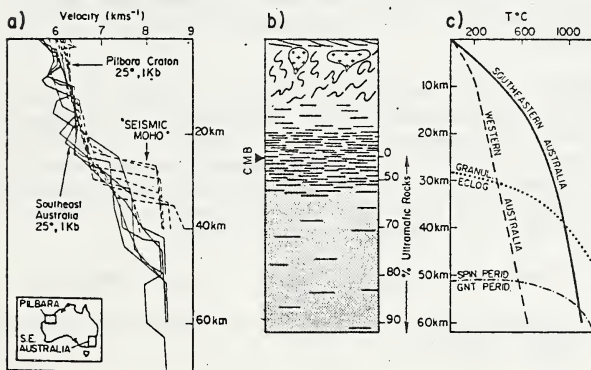 a)
Velocity (kms⁻¹)
6 7 8 9
Pilbara Craton
25°, 1Kb
"SEISMIC
MOHO"
20km
Southeast
Australia
25°, 1Kb
40km
60km
PILBARA
S.E.
AUSTRALIA
b)
CMB
0
50
70
80
90
% Ultramafic Rocks
c)
T°C
200 600 1000
10km
20km
30km
40km
50km
60km
SOUTHEASTERN
AUSTRALIA
WESTERN
AUSTRALIA
GRANUL
ECLOG
SPIN PERID
GNT PERID